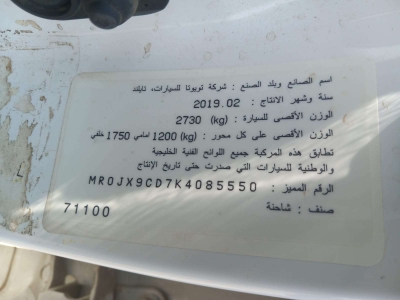 اسم الصانع وبلد الصنع : شركة تويوتا للسيارات، تايلند
سنة وشهر الانتاج : 2019.02
الوزن الأقصى للسيارة : 2730 (kg)
الوزن الأقصى على كل محور : (kg) 1200 امامي 1750 خلفي
تطابق هذه المركبة جميع اللوائح الفنية الخليجية
والوطنية للسيارات التي صدرت حتى تاريخ الإنتاج
الرقم المميز : MR0JX9CD7K4085550
صنف : شاحنة 71100